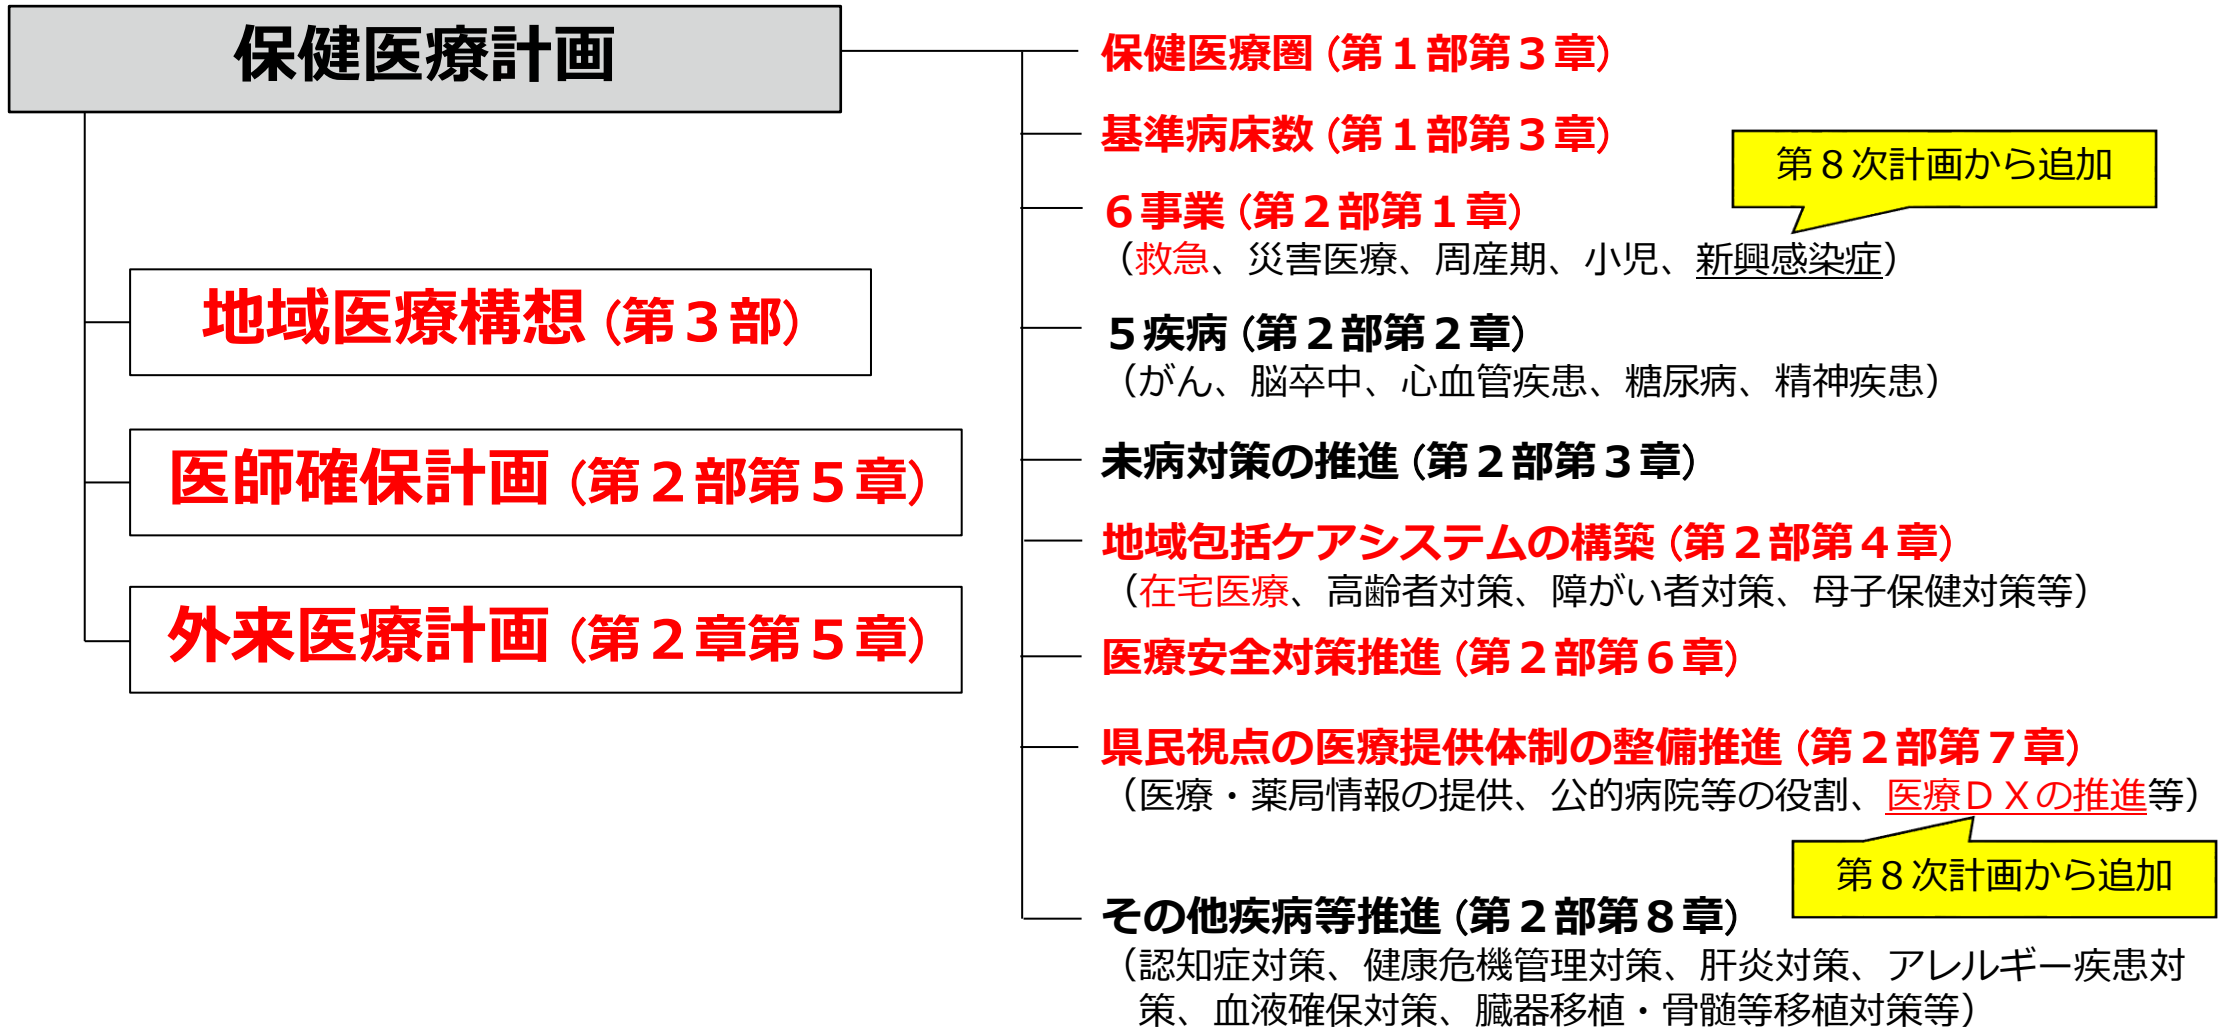 保健医療計画
地域医療構想（第３部）
医師確保計画（第２部第５章）
外来医療計画（第２章第５章）
保健医療圏（第１部第３章）
基準病床数（第１部第３章）
第８次計画から追加
６事業（第２部第１章）
（救急、災害医療、周産期、小児、新興感染症）
５疾病（第２部第２章）
（がん、脳卒中、心血管疾患、糖尿病、精神疾患）
未病対策の推進（第２部第３章）
地域包括ケアシステムの構築（第２部第４章）
（在宅医療、高齢者対策、障がい者対策、母子保健対策等）
医療安全対策推進（第２部第６章）
県民視点の医療提供体制の整備推進（第２部第７章）
（医療・薬局情報の提供、公的病院等の役割、医療ＤＸの推進等）
第８次計画から追加
その他疾病等推進（第２部第８章）
（認知症対策、健康危機管理対策、肝炎対策、アレルギー疾患対
策、血液確保対策、臓器移植・骨髄等移植対策等）